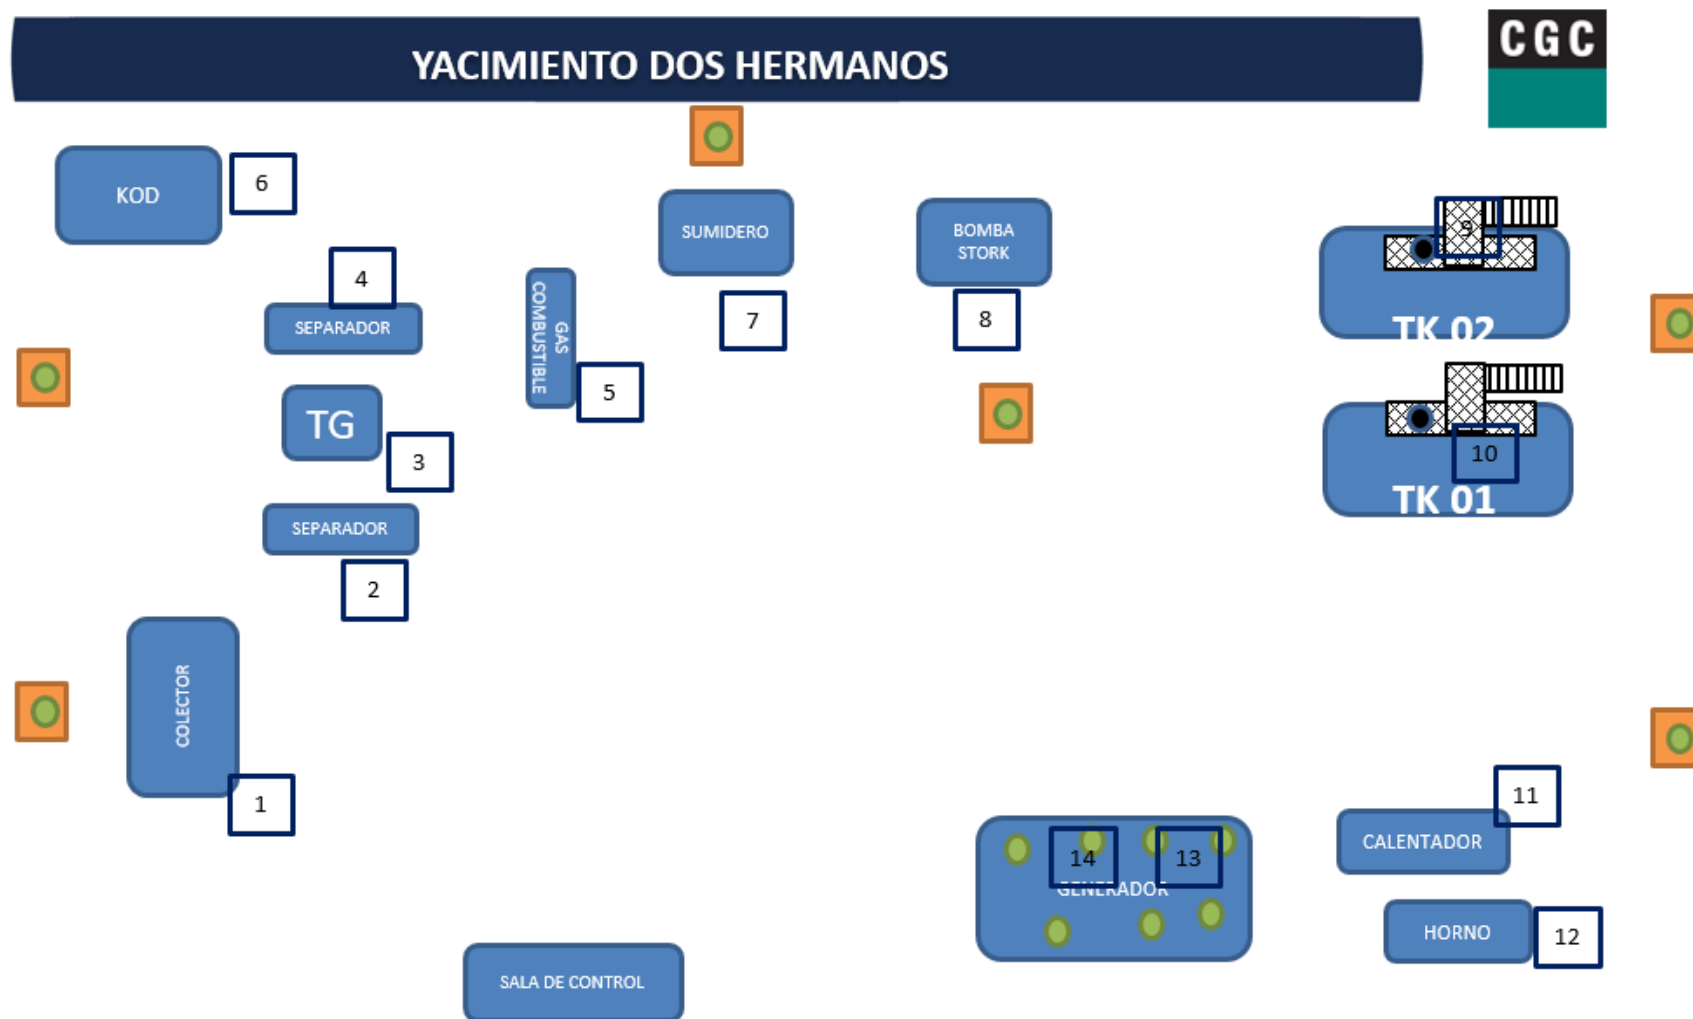 YACIMIENTO DOS HERMANOS
CGC
KOD
6
SUMIDERO
BOMBA
STORK
9
4
SEPARADOR
GAS
COMBUSTIBLE
7
8
TK 02
5
TG
3
10
TK 01
SEPARADOR
2
COLECTOR
1
11
CALENTADOR
14
13
GENERADOR
HORNO
12
SALA DE CONTROL